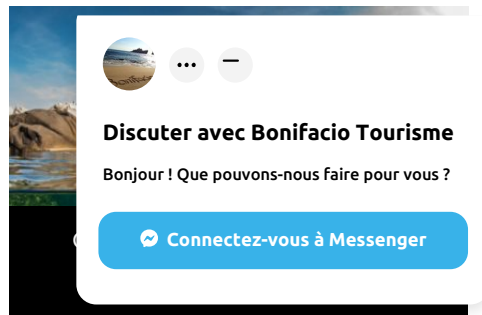 Discuter avec Bonifacio Tourisme
Bonjour ! Que pouvons-nous faire pour vous ?
Connectez-vous à Messenger